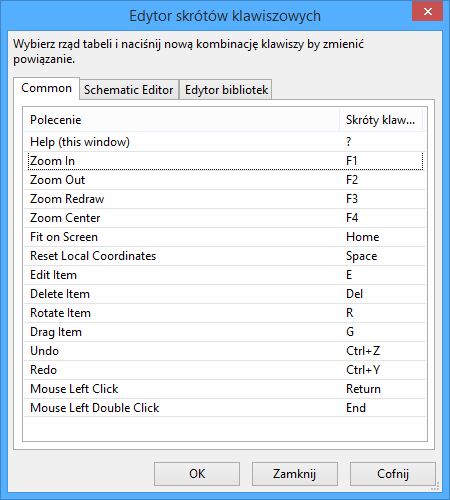 Edytor skrótów klawiszowych
Wybierz rząd tabeli i naciśnij nową kombinację klawiszy by zmienić
powiązanie.
Common Schematic Editor Edytor bibliotek
Polecenie Skróty klaw...
Help (this window) ?
Zoom In F1
Zoom Out F2
Zoom Redraw F3
Zoom Center F4
Fit on Screen Home
Reset Local Coordinates Space
Edit Item E
Delete Item Del
Rotate Item R
Drag Item G
Undo Ctrl+Z
Redo Ctrl+Y
Mouse Left Click Return
Mouse Left Double Click End
OK Zamknij Cofnij